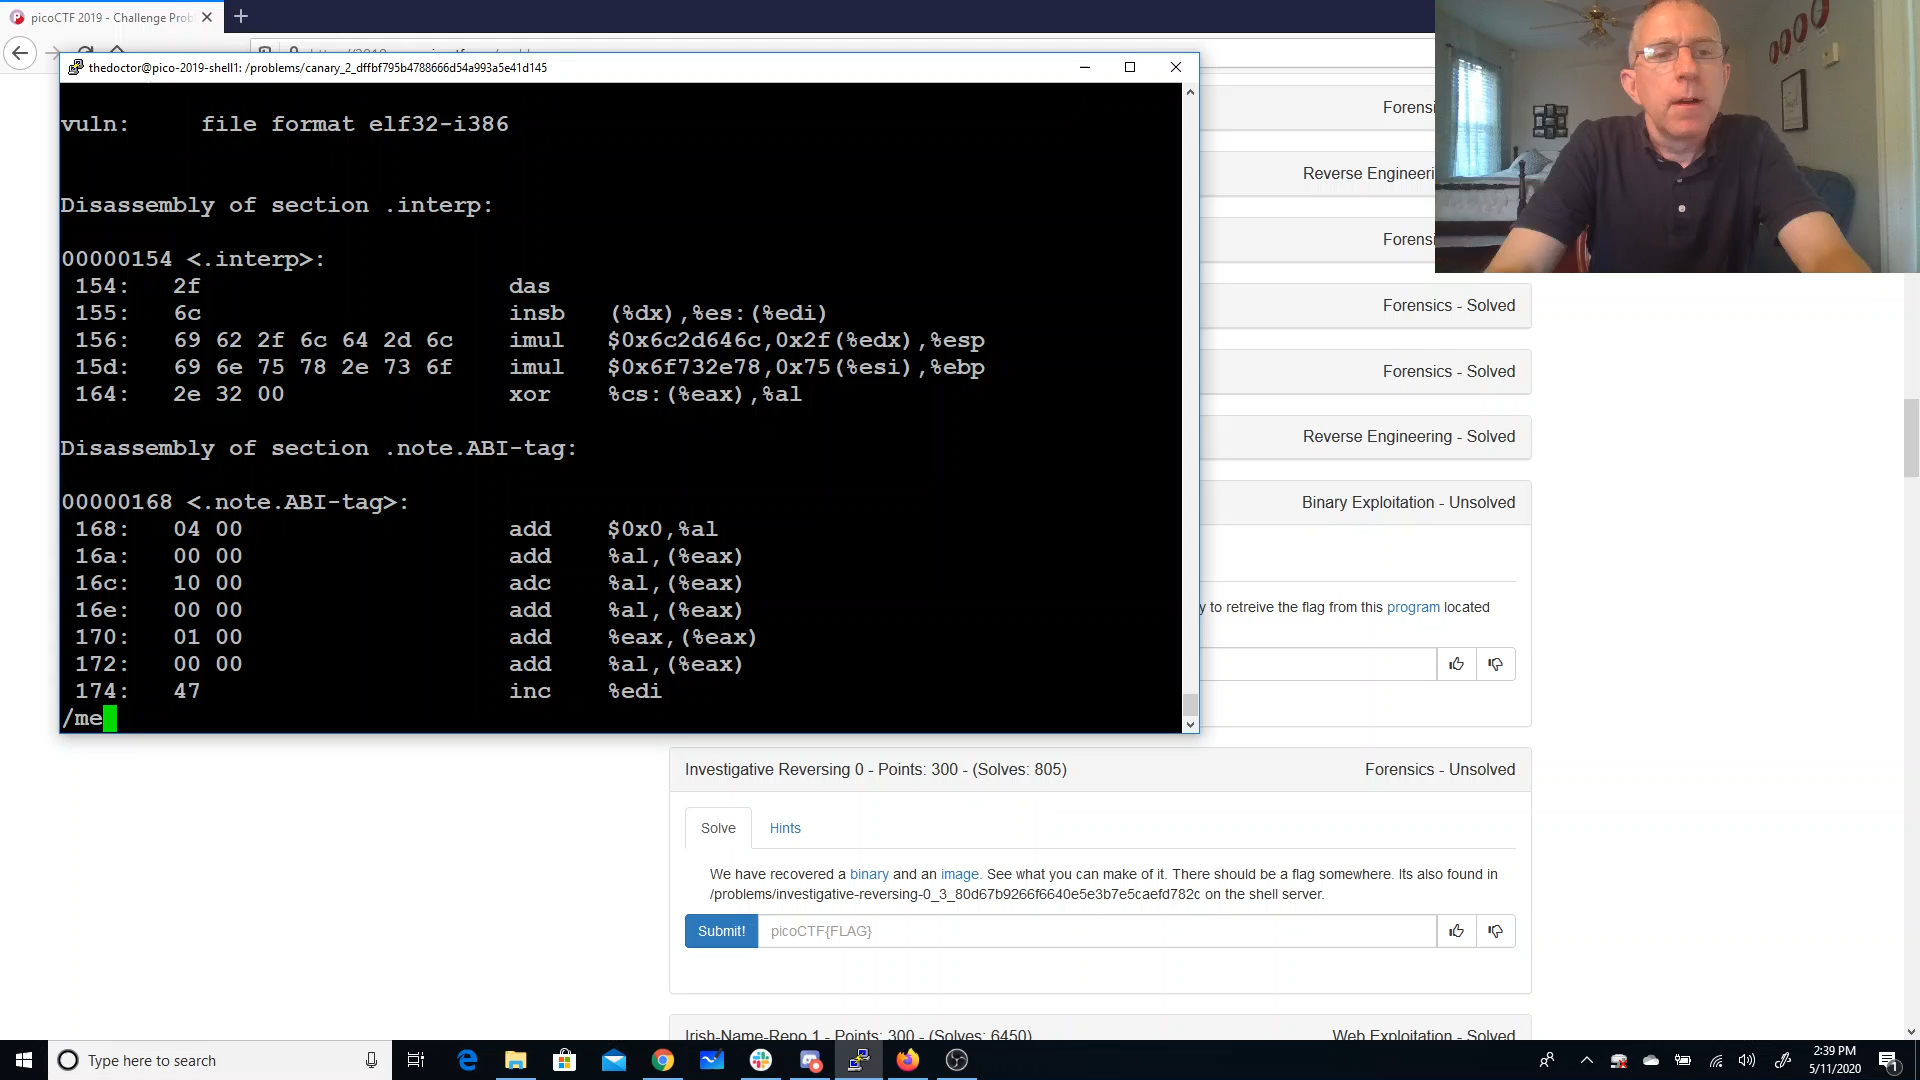 picoCTF 2019 - Challenge Prob
thedoctor@pico-2019-shell1: /problems/canary_2_dffbf795b4788666d54a993a5e41d145
vuln:     file format elf32-i386
Disassembly of section .interp:
00000154 <.interp>:
154:   2f                      das
155:   6c                      insb   (%dx),%es:(%edi)
156:   69 62 2f 6c 64 2d 6c    imul   $0x6c2d646c,0x2f(%edx),%esp
15d:   69 6e 75 78 2e 73 6f    imul   $0x6f732e78,0x75(%esi),%ebp
164:   2e 32 00                xor    %cs:(%eax),%al
Disassembly of section .note.ABI-tag:
00000168 <.note.ABI-tag>:
168:   04 00                   add    $0x0,%al
16a:   00 00                   add    %al,(%eax)
16c:   10 00                   adc    %al,(%eax)
16e:   00 00                   add    %al,(%eax)
170:   01 00                   add    %eax,(%eax)
172:   00 00                   add    %al,(%eax)
174:   47                      inc    %edi
/me
Forensi
Reverse Engineeri
Forensi
Forensics - Solved
Forensics - Solved
Reverse Engineering - Solved
Binary Exploitation - Unsolved
y to retreive the flag from this program located
Investigative Reversing 0 - Points: 300 - (Solves: 805) Forensics - Unsolved
Solve Hints
We have recovered a binary and an image. See what you can make of it. There should be a flag somewhere. Its also found in
/problems/investigative-reversing-0_3_80d67b9266f6640e5e3b7e5caefd782c on the shell server.
Submit! picoCTF{FLAG}
Irish-Name-Repo 1 - Points: 300 - (Solves: 6450) Web Exploitation - Solved
Type here to search
2:39 PM
5/11/2020
1